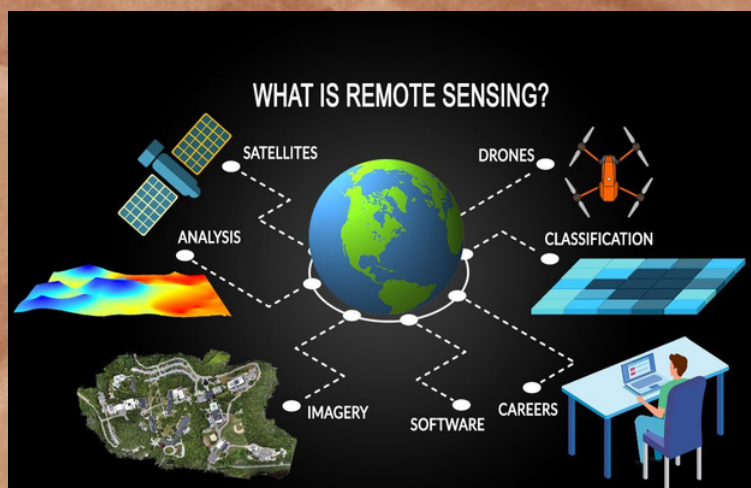 WHAT IS REMOTE SENSING?
SATELLITES
DRONES
ANALYSIS
CLASSIFICATION
IMAGERY
SOFTWARE
CAREERS